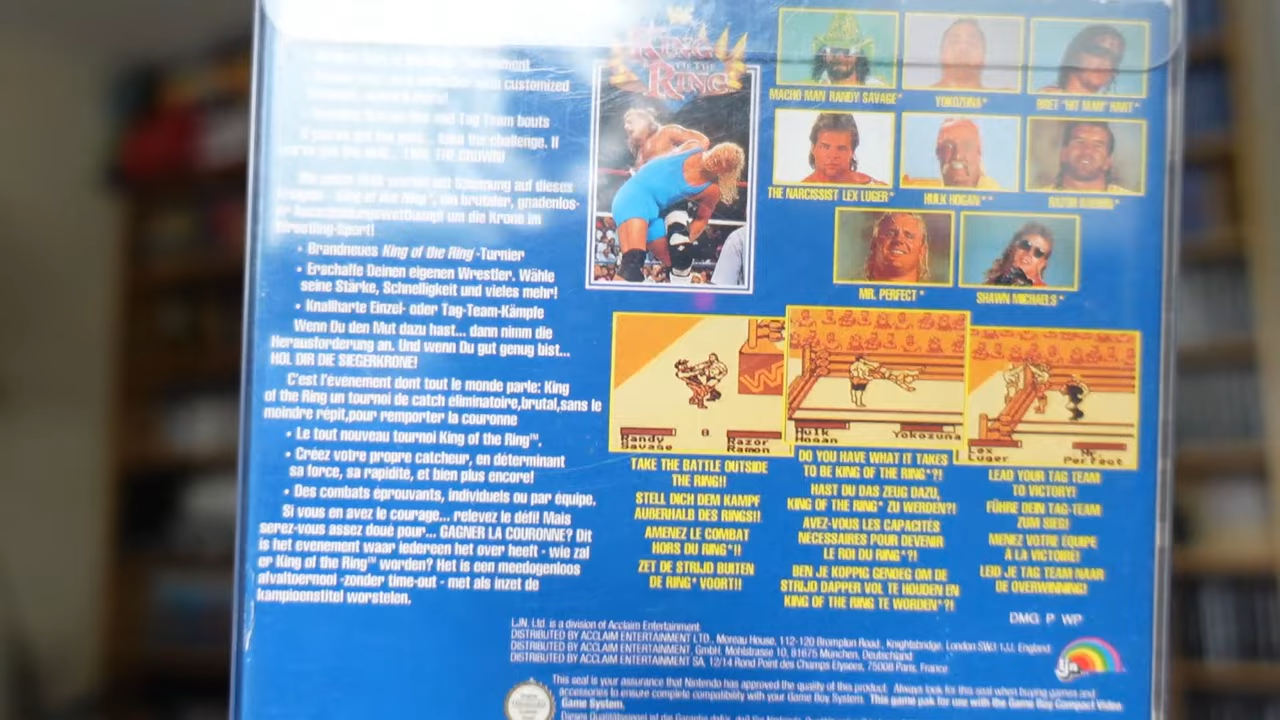 KING
OF THE
RING
customized
and Tag Team bouts
the challenge. If
THE CROWN!
auf dieses
um die Krone im
• Brandneues King of the Ring-Turnier
• Erschaffe Deinen eigenen Wrestler. Wähle
seine Stärke, Schnelligkeit und vieles mehr!
• Knallharte Einzel- oder Tag-Team-Kämpfe
Wenn Du den Mut dazu hast... dann nimm die
Herausforderung an. Und wenn Du gut genug bist...
HOL DIR DIE SIEGERKRONE!
C'est l'évenement dont tout le monde parle: King
of the Ring un tournoi de catch éliminatoire,brutal,sans le
moindre répit,pour remporter la couronne
• Le tout nouveau tournoi King of the Ring™.
• Créez votre propre catcheur, en déterminant
sa force, sa rapidité, et bien plus encore!
• Des combats éprouvants, individuels ou par équipe.
Si vous en avez le courage... relevez le défi! Mais
serez-vous assez doué pour... GAGNER LA COURONNE? Dit
is het evenement waar iedereen het over heeft - wie zal
er King of the Ring™ worden? Het is een meedogenloos
afvaltoernooi -zonder time-out - met als inzet de
kampioenstitel worstelen.
MACHO MAN RANDY SAVAGE*
YOKOZUNA*
BRET "HIT MAN" HART*
THE NARCISSIST LEX LUGER*
HULK HOGAN**
RAZOR RAMON*
MR. PERFECT*
SHAWN MICHAELS*
Randy
Savage
0
Razor
Ramon
Hulk
Hogan
Yokozuna
Lex
Luger
Mr.
Perfect
TAKE THE BATTLE OUTSIDE
THE RING!!
STELL DICH DEM KAMPF
AUßERHALB DES RINGS!!
AMENEZ LE COMBAT
HORS DU RING*!!
ZET DE STRIJD BUITEN
DE RING* VOORT!!
DO YOU HAVE WHAT IT TAKES
TO BE KING OF THE RING*?!
HAST DU DAS ZEUG DAZU,
KING OF THE RING* ZU WERDEN?!
AVEZ-VOUS LES CAPACITÉS
NÉCESSAIRES POUR DEVENIR
LE ROI DU RING*?!
BEN JE KOPPIG GENOEG OM DE
STRIJD DAPPER VOL TE HOUDEN EN
KING OF THE RING TE WORDEN*?!
LEAD YOUR TAG TEAM
TO VICTORY!
FÜHRE DEIN TAG-TEAM
ZUM SIEG!
MENEZ VOTRE EQUIPE
À LA VICTOIRE!
LEID JE TAG TEAM NAAR
DE OVERWINNING!
DMG P WP
LJN, Ltd. is a division of Acclaim Entertainment.
DISTRIBUTED BY ACCLAIM ENTERTAINMENT LTD., Moreau House, 112-120 Brompton Road, Knightsbridge, London SW3 1JJ, England
DISTRIBUTED BY ACCLAIM ENTERTAINMENT, GmbH, Mohlstrasse 10, 81675 München, Deutschland
DISTRIBUTED BY ACCLAIM ENTERTAINMENT SA, 12/14 Rond Point des Champs Elysées, 75008 Paris, France
LJN
This seal is your assurance that Nintendo has approved the quality of this product. Always look for this seal when buying games and
accessories to ensure complete compatibility with your Game Boy System. This game pak for use with the Game Boy Compact Video
Game System.